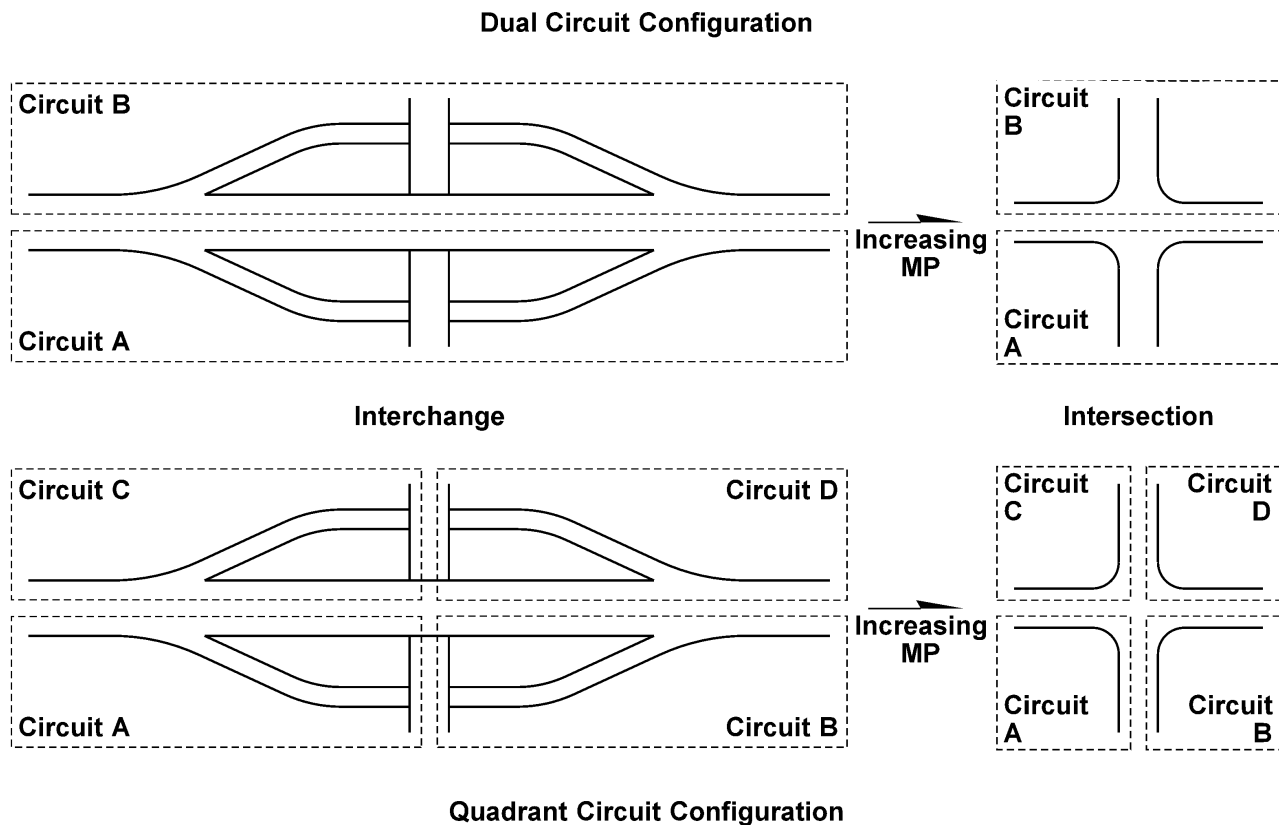 Dual Circuit Configuration
Circuit B
Circuit
B
Increasing
MP
Circuit A
Circuit
A
Interchange
Intersection
Circuit C
Circuit D
Circuit
C
Circuit
D
Increasing
MP
Circuit A
Circuit B
Circuit
A
Circuit
B
Quadrant Circuit Configuration